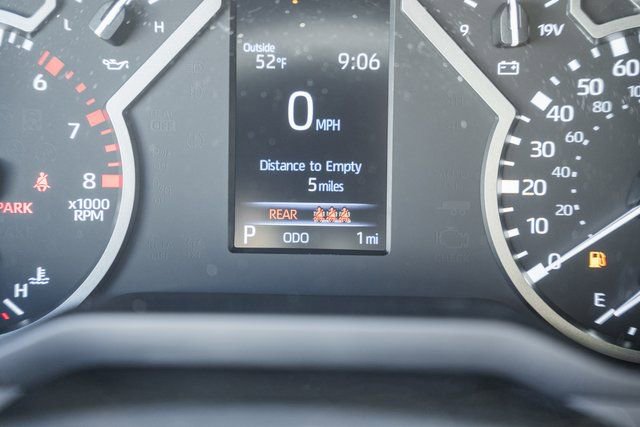 L H
9 19V
Outside
52°F 9:06
0 MPH
Distance to Empty
5 miles
REAR
P ODO 1 mi
6
7
8
x1000
RPM
PARK
H
60
50
40
30
20
10
0
80
60
40
20
E
CHECK